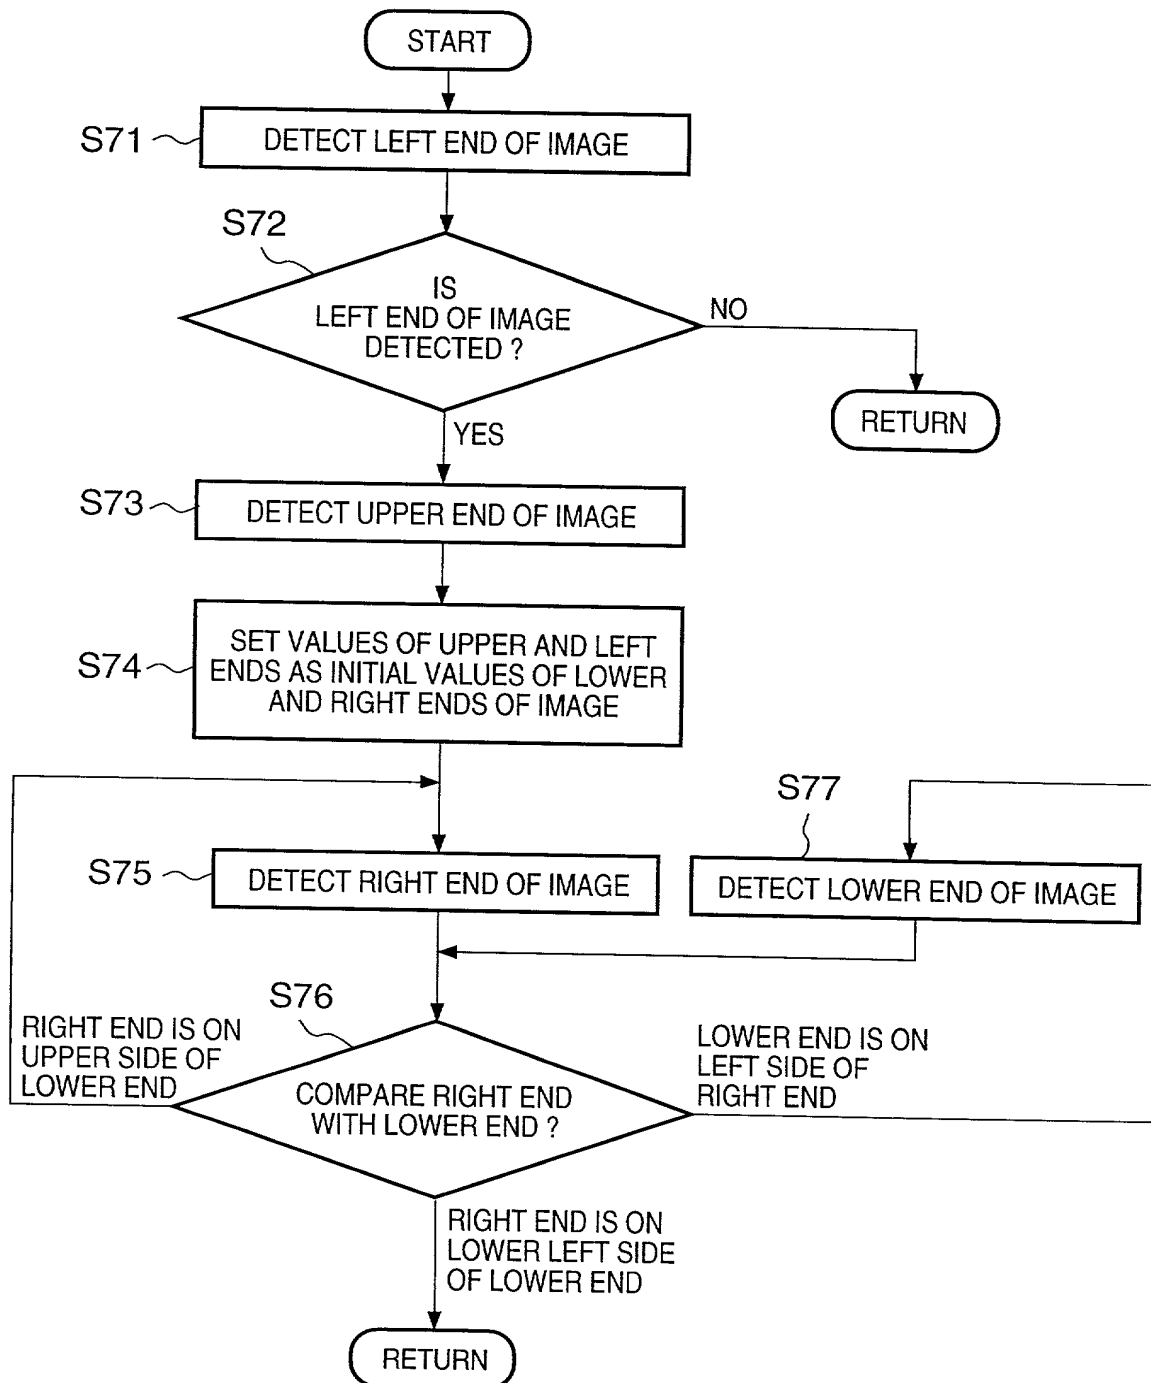 START
S71
DETECT LEFT END OF IMAGE
S72
IS
LEFT END OF IMAGE
DETECTED ?
NO
RETURN
YES
S73
DETECT UPPER END OF IMAGE
S74
SET VALUES OF UPPER AND LEFT
ENDS AS INITIAL VALUES OF LOWER
AND RIGHT ENDS OF IMAGE
S77
S75
DETECT RIGHT END OF IMAGE
DETECT LOWER END OF IMAGE
S76
RIGHT END IS ON
UPPER SIDE OF
LOWER END
COMPARE RIGHT END
WITH LOWER END ?
LOWER END IS ON
LEFT SIDE OF
RIGHT END
RIGHT END IS ON
LOWER LEFT SIDE
OF LOWER END
RETURN